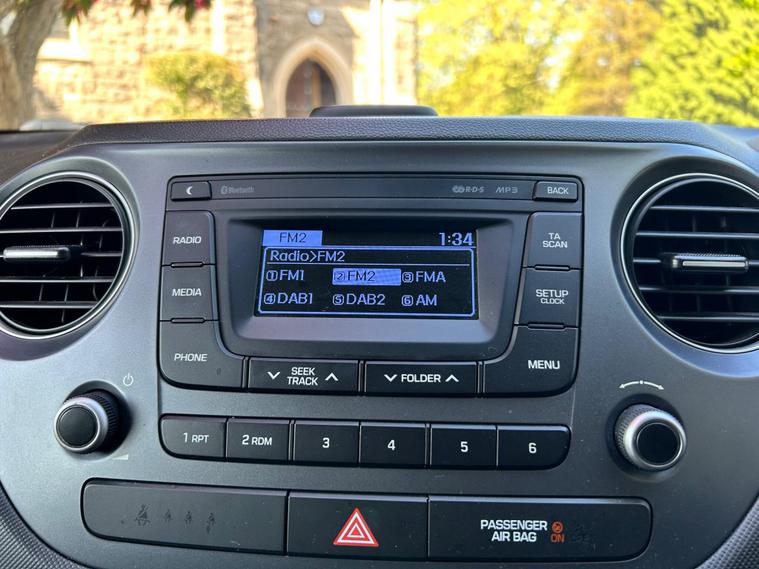 Bluetooth R·D·S MP3 BACK
RADIO FM2 1:34 TA SCAN
Radio>FM2
①FM1 ②FM2 ③FMA
MEDIA ④DAB1 ⑤DAB2 ⑥AM SETUP CLOCK
PHONE SEEK TRACK FOLDER MENU
1 RPT 2 RDM 3 4 5 6
PASSENGER AIR BAG ON